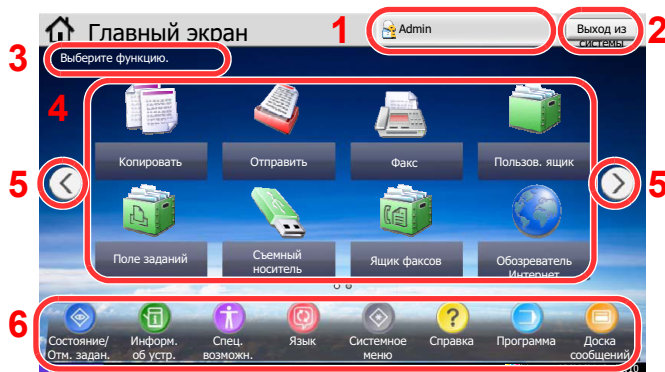 Главный экран
1
Admin
Выход из
системы
2
3
Выберите функцию.
4
Копировать
Отправить
Факс
Пользов. ящик
5
5
Поле заданий
Съемный
носитель
Ящик факсов
Обозреватель
Интернет
6
Состояние/
Отм. задан.
Информ.
об устр.
Спец.
возможн.
Язык
Системное
меню
Справка
Программа
Доска
сообщений